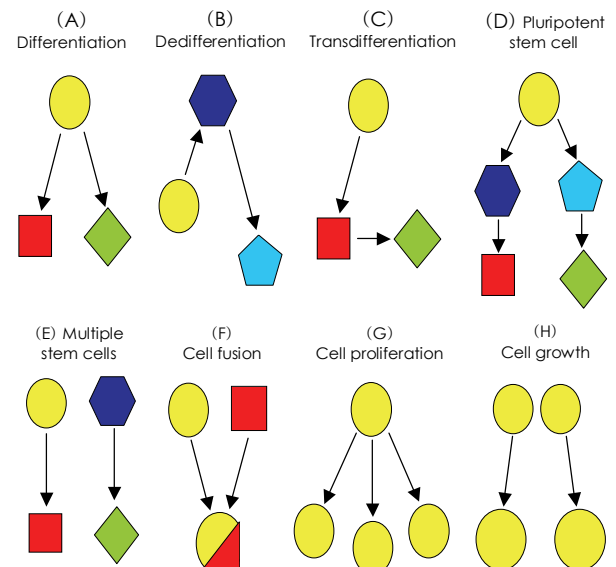 (A)
Differentiation
(B)
Dedifferentiation
(C)
Transdifferentiation
(D) Pluripotent
stem cell
(E) Multiple
stem cells
(F)
Cell fusion
(G)
Cell proliferation
(H)
Cell growth